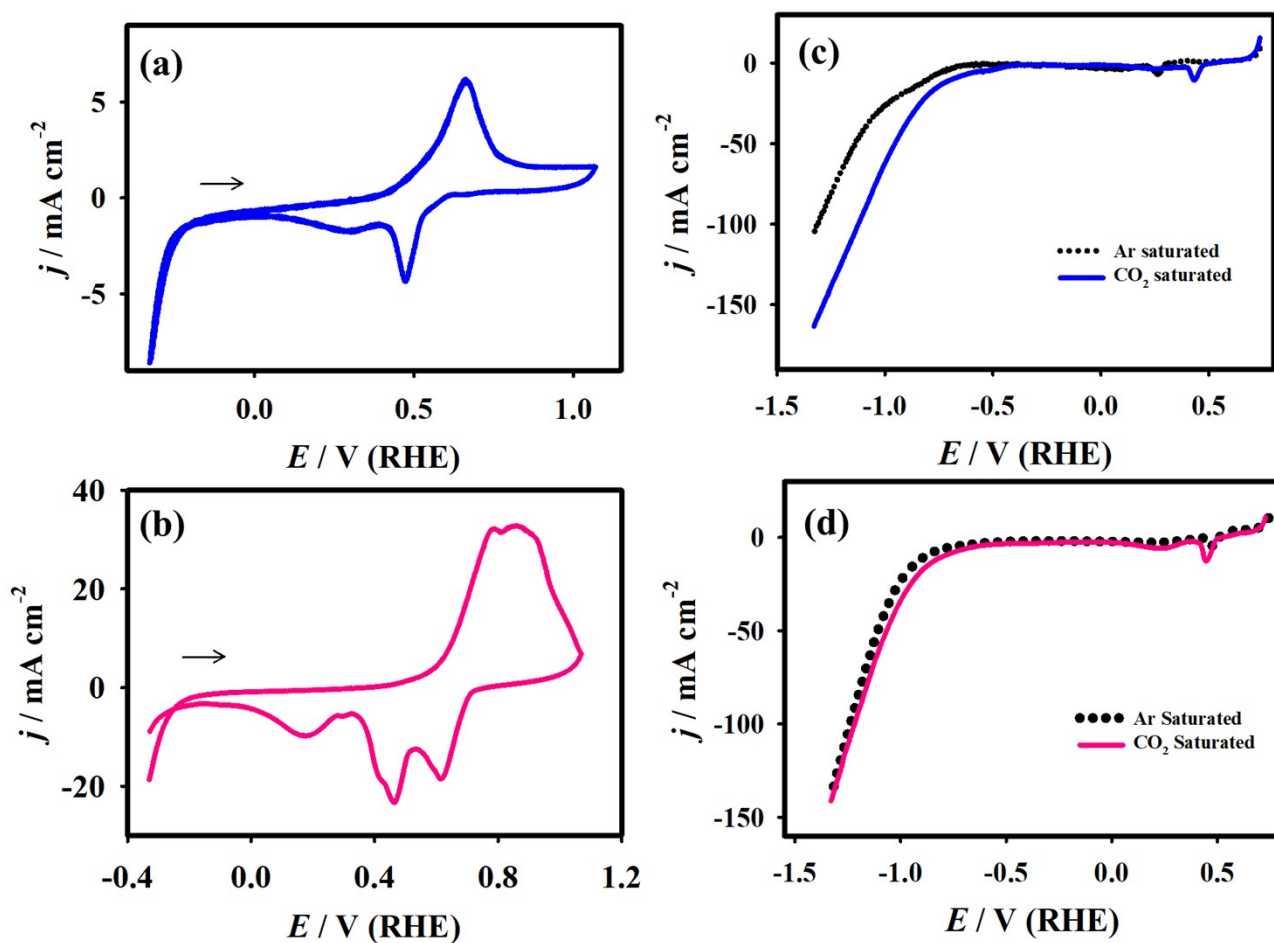 (a)
5
0
-5
j / mA cm⁻²
0.0 0.5 1.0
E / V (RHE)
(c)
0
-50
-100
-150
j / mA cm⁻²
Ar saturated
CO₂ saturated
-1.5 -1.0 -0.5 0.0 0.5
E / V (RHE)
(b)
40
20
0
-20
j / mA cm⁻²
-0.4 0.0 0.4 0.8 1.2
E / V (RHE)
(d)
0
-50
-100
-150
j / mA cm⁻²
Ar Saturated
CO₂ Saturated
-1.5 -1.0 -0.5 0.0 0.5
E / V (RHE)